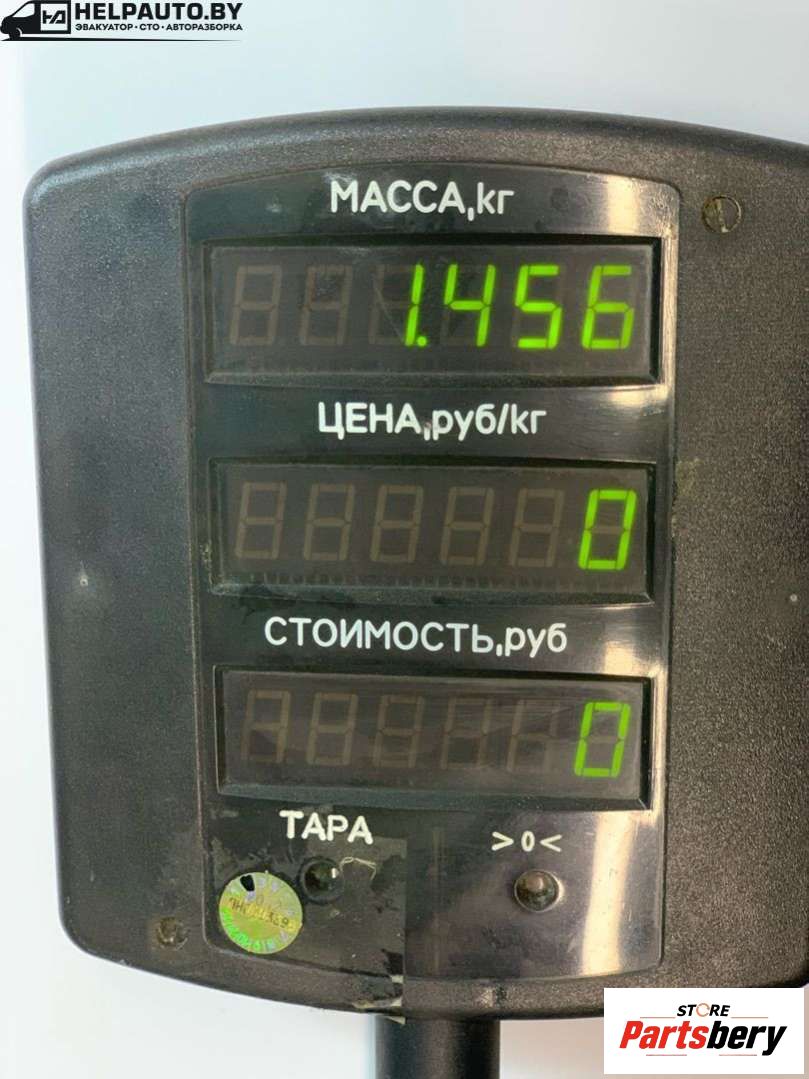 HELPAUTO.BY
ЭВАКУАТОР • СТО • АВТОРАЗБОРКА
МАССА,кг
1.456
ЦЕНА,руб/кг
0
СТОИМОСТЬ,руб
0
ТАРА
>0<
STORE
Partsbery